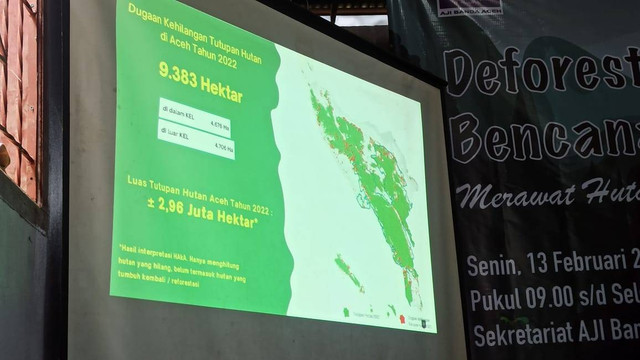 Dugaan Kehilangan Tutupan Hutan
di Aceh Tahun 2022
9.383 Hektar
di dalam KEL
4.676 Ha
di luar KEL
4.708 Ha
Luas Tutupan Hutan Aceh Tahun 2022 :
± 2,96 Juta Hektar*
*Hasil interpretasi HAkA. Hanya menghitung
hutan yang hilang, belum termasuk hutan yang
tumbuh kembali / reforestasi
AJI BANDA ACEH
Deforest
Bencana
Merawat Huta
Senin, 13 Februari 2
Pukul 09.00 s/d Sel
Sekretariat AJI Ban